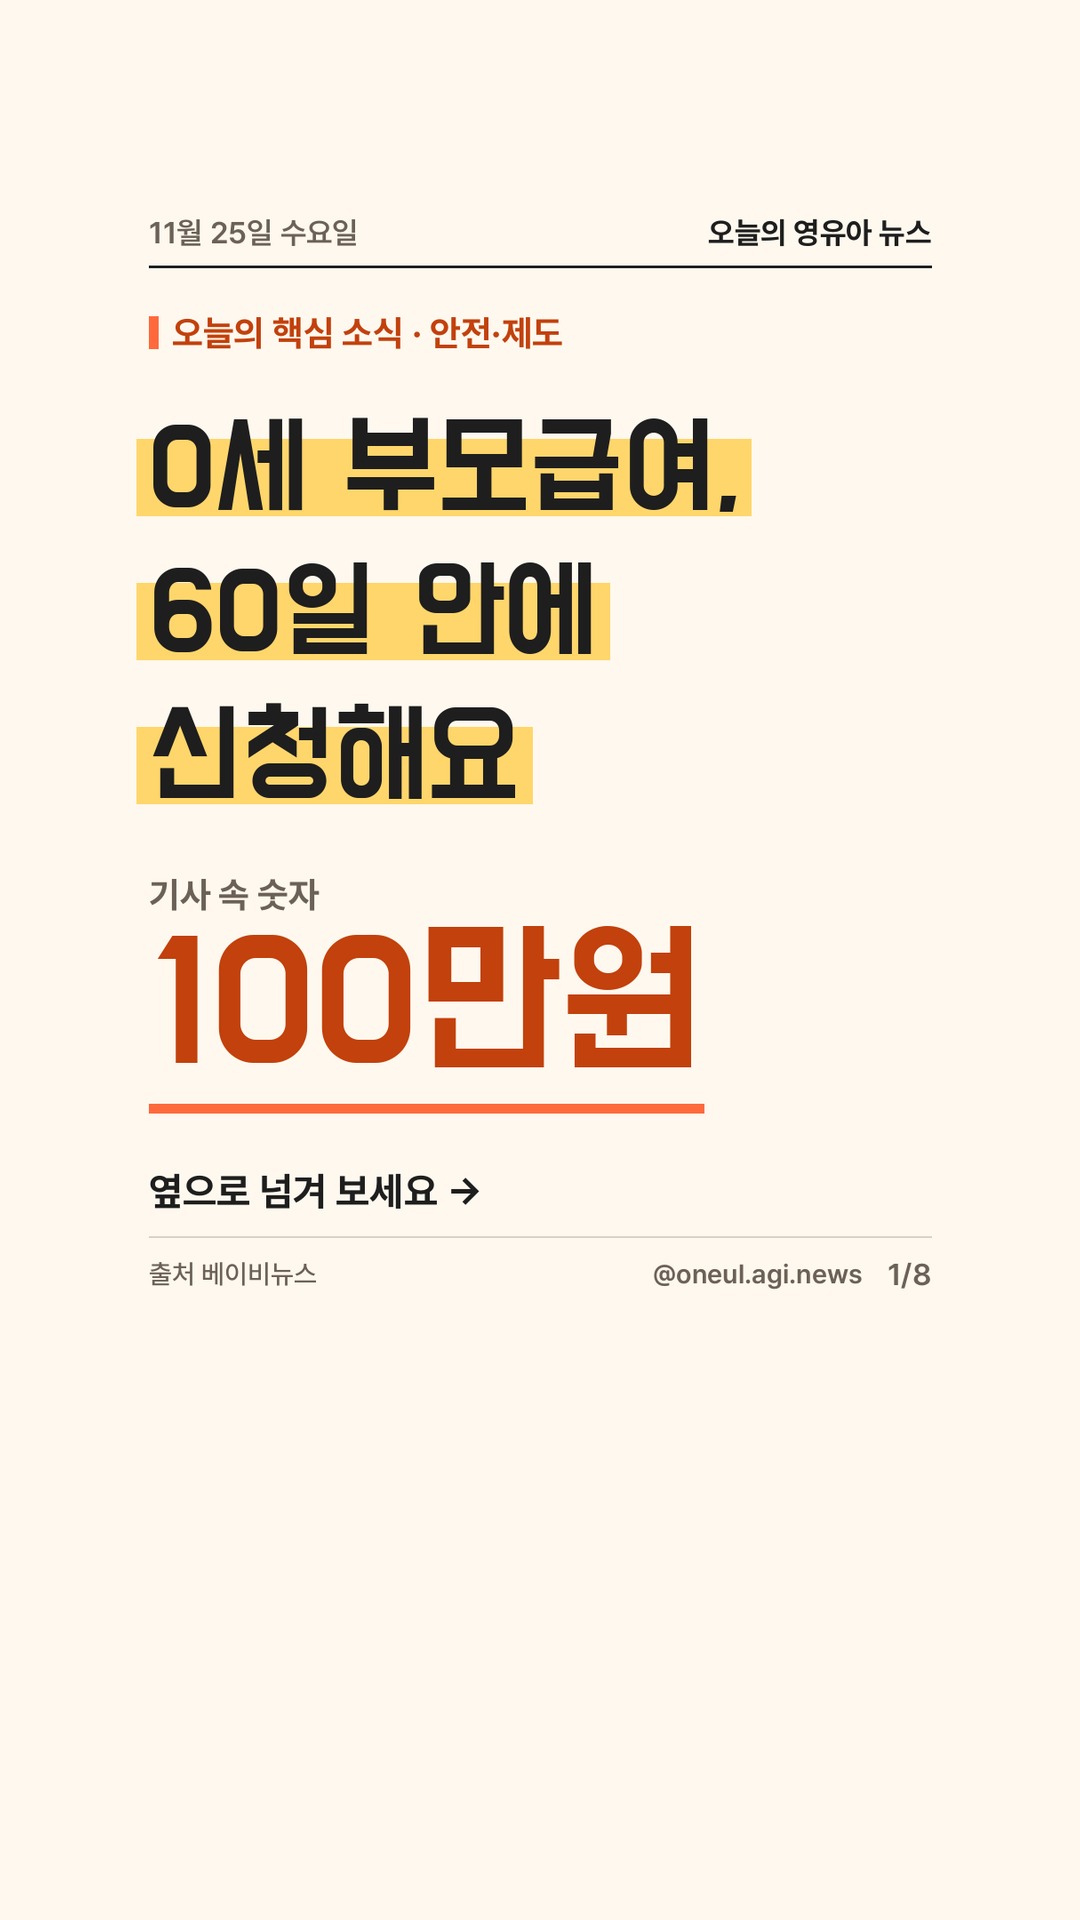 11월 25일 수요일
오늘의 영유아 뉴스
오늘의 핵심 소식 · 안전·제도
0세 부모급여,
60일 안에
신청해요
기사 속 숫자
100만원
옆으로 넘겨 보세요 →
출처 베이비뉴스
@oneul.agi.news 1/8